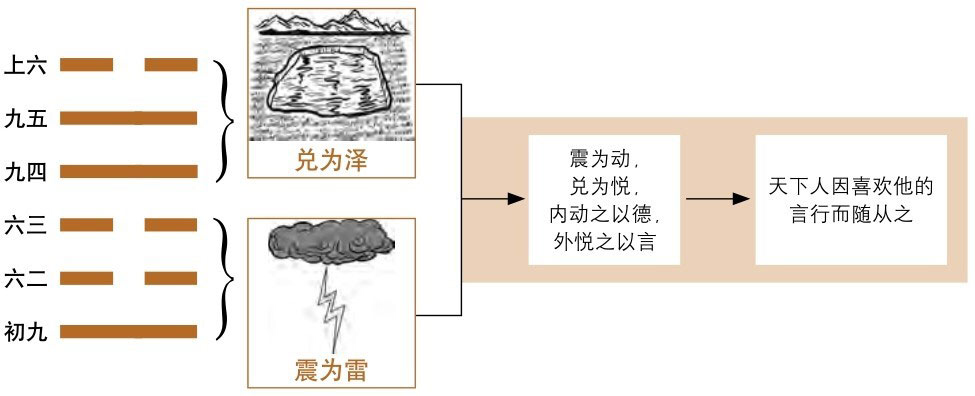 上六
九五
九四
六三
六二
初九
兑为泽
震为雷
震为动，
兑为悦，
内动之以德，
外悦之以言
天下人因喜欢他的
言行而随从之